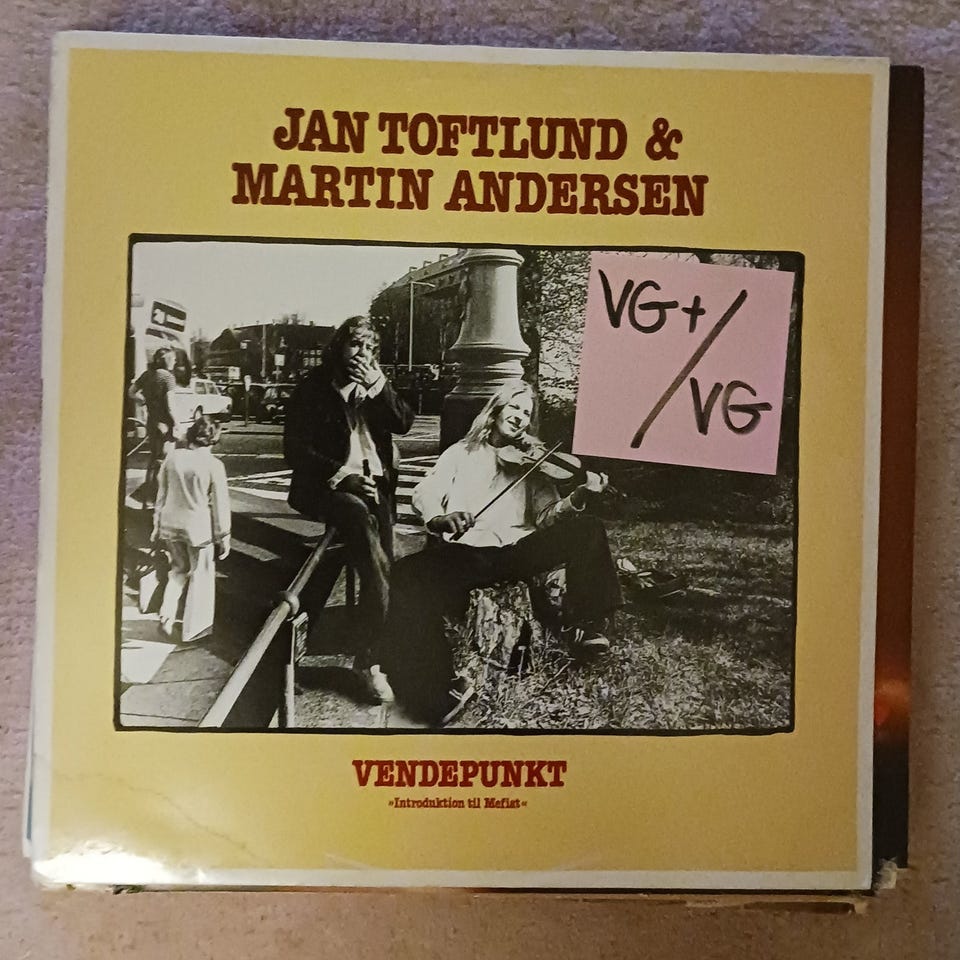 JAN TOFTLUND &
MARTIN ANDERSEN
VG+/
VG
VENDEPUNKT
»Introduktion til Mefist«